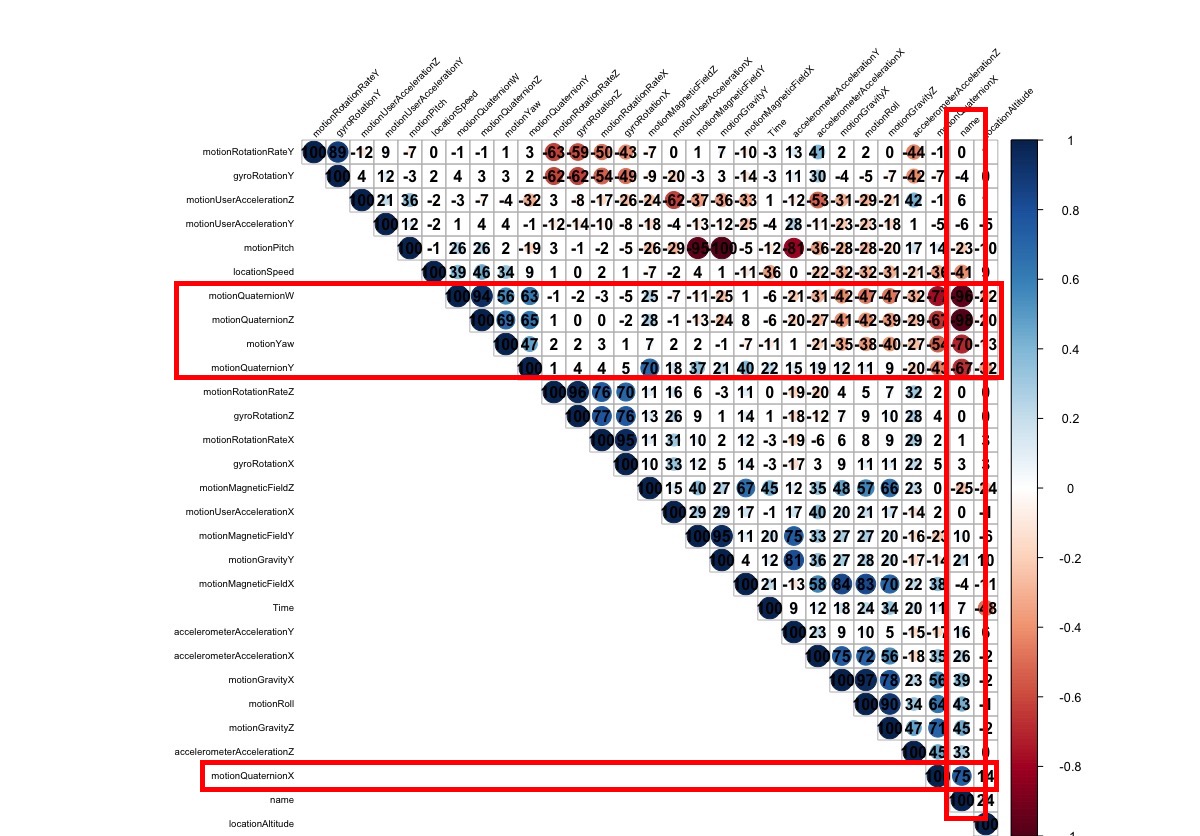 motionRotationRateY
gyroRotationY
motionUserAccelerationZ
motionUserAccelerationY
motionPitch
locationSpeed
motionQuaternionW
motionQuaternionZ
motionYaw
motionQuaternionY
motionRotationRateZ
gyroRotationZ
motionRotationRateX
gyroRotationX
motionMagneticFieldZ
motionUserAccelerationX
motionMagneticFieldY
motionGravityY
motionMagneticFieldX
Time
accelerometerAccelerationY
accelerometerAccelerationX
motionGravityX
motionRoll
motionGravityZ
accelerometerAccelerationZ
motionQuaternionX
name
locationAltitude
motionRotationRateY 100 89 -12 9 -7 0 -1 -1 1 3 -63 -59 -50 -43 -7 0 1 7 -10 -3 13 41 2 2 0 -44 -1 0
gyroRotationY 100 4 12 -3 2 4 3 3 2 -62 -62 -54 -49 -9 -20 -3 3 -14 -3 11 30 -4 -5 -7 -42 -7 -4 0
motionUserAccelerationZ 100 21 36 -2 -3 -7 -4 -32 3 -8 -17 -26 -24 -62 -37 -36 -33 1 -12 -53 -31 -29 -21 42 -1 6
motionUserAccelerationY 100 12 -2 1 4 4 -1 -12 -14 -10 -8 -18 -4 -13 -12 -25 -4 28 -11 -23 -23 -18 1 -5 -6 -5
motionPitch 100 -1 26 26 2 -19 3 -1 -2 -5 -26 -29 -95 -100 -5 -12 -81 -36 -28 -28 -20 17 14 -23 -10
locationSpeed 100 39 46 34 9 1 0 2 1 -7 -2 4 1 -11 -36 0 -22 -32 -32 -31 -21 -36 -41 9
motionQuaternionW 100 94 56 63 -1 -2 -3 -5 25 -7 -11 -25 1 -6 -21 -31 -42 -47 -47 -32 -77 -96 -22
motionQuaternionZ 100 69 65 1 0 0 -2 28 -1 -13 -24 8 -6 -20 -27 -41 -42 -39 -29 -67 -98 -20
motionYaw 100 47 2 2 3 1 7 2 2 -1 -7 -11 1 -21 -35 -38 -40 -27 -54 -70 -13
motionQuaternionY 100 1 4 4 5 70 18 37 21 40 22 15 19 12 11 9 -20 -43 -67 -32
motionRotationRateZ 100 96 76 70 11 16 6 -3 11 0 -19 -20 4 5 7 32 2 0 0
gyroRotationZ 100 77 76 13 26 9 1 14 1 -18 -12 7 9 10 28 4 0 0
motionRotationRateX 100 95 11 31 10 2 12 -3 -19 -6 6 8 9 29 2 1 3
gyroRotationX 100 10 33 12 5 14 -3 -17 3 9 11 11 22 5 3 3
motionMagneticFieldZ 100 15 40 27 67 45 12 35 48 57 66 23 0 -25 -24
motionUserAccelerationX 100 29 29 17 -1 17 40 20 21 17 -14 2 0 -1
motionMagneticFieldY 100 95 11 20 75 33 27 27 20 -16 -23 10 -6
motionGravityY 100 4 12 81 36 27 28 20 -17 -14 21 10
motionMagneticFieldX 100 21 -13 58 84 83 70 22 38 -4 -11
Time 100 9 12 18 24 34 20 11 7 -48
accelerometerAccelerationY 100 23 9 10 5 -15 -17 16 6
accelerometerAccelerationX 100 75 72 56 -18 35 26 -2
motionGravityX 100 97 78 23 56 39 -2
motionRoll 100 90 34 64 43 -1
motionGravityZ 100 47 71 45 -2
accelerometerAccelerationZ 100 45 33 0
motionQuaternionX 100 75 14
name 100 24
locationAltitude 100
1
0.8
0.6
0.4
0.2
0
-0.2
-0.4
-0.6
-0.8